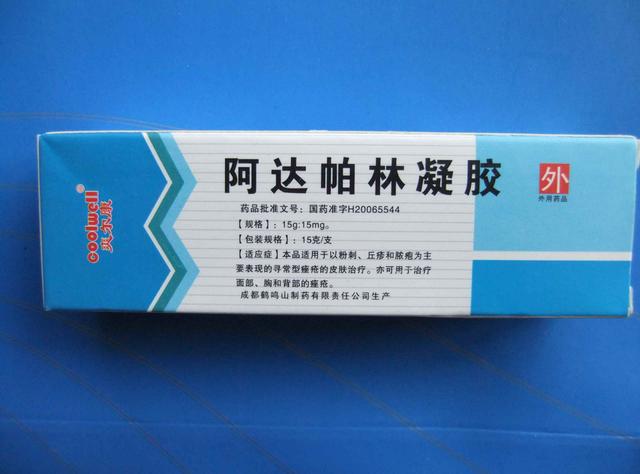 coolwell®
爽尔康
阿达帕林凝胶
外
外用药品
药品批准文号：国药准字H20065544
【规格】：15g:15mg。
【包装规格】：15克/支
【适应症】本品适用于以粉刺、丘疹和脓疱为主
要表现的寻常型痤疮的皮肤治疗。亦可用于治疗
面部、胸和背部的痤疮。
成都鹤鸣山制药有限责任公司生产